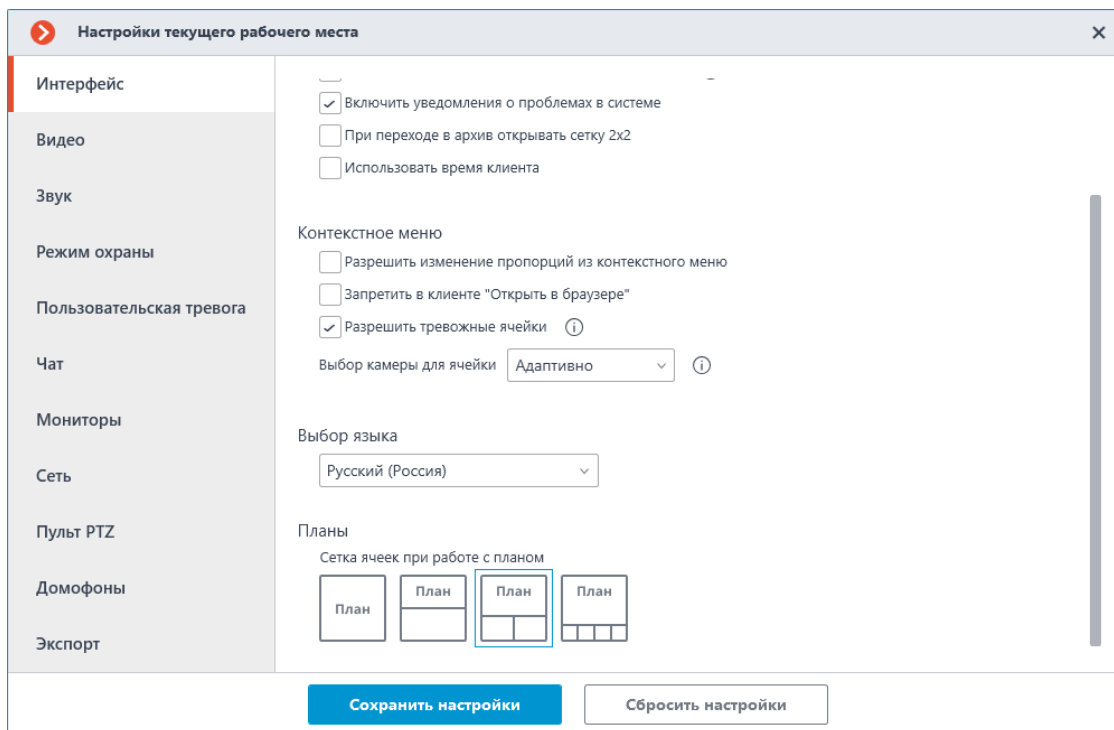 Настройки текущего рабочего места
Интерфейс
Видео
Звук
Режим охраны
Пользовательская тревога
Чат
Мониторы
Сеть
Пульт PTZ
Домофоны
Экспорт
Включить уведомления о проблемах в системе
При переходе в архив открывать сетку 2x2
Использовать время клиента
Контекстное меню
Разрешить изменение пропорций из контекстного меню
Запретить в клиенте "Открыть в браузере"
Разрешить тревожные ячейки
Выбор камеры для ячейки Адаптивно
Выбор языка
Русский (Россия)
Планы
Сетка ячеек при работе с планом
План План План План
Сохранить настройки Сбросить настройки